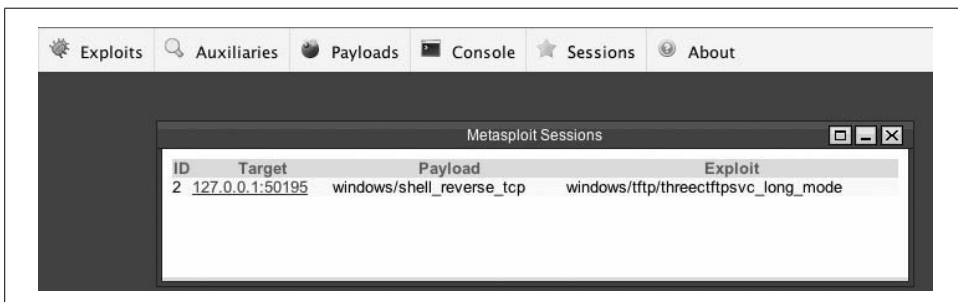 Exploits Auxiliaries Payloads Console Sessions About
Metasploit Sessions
ID Target Payload Exploit
2 127.0.0.1:50195 windows/shell_reverse_tcp windows/tftp/threectftpsvc_long_mode